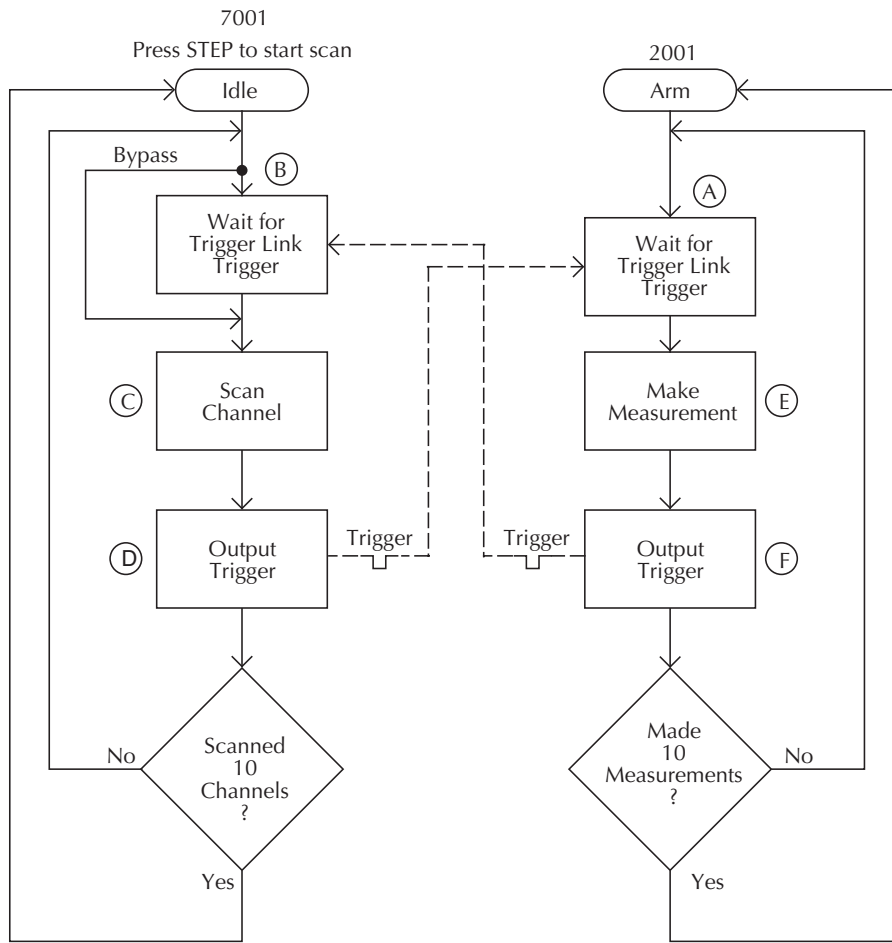 7001
Press STEP to start scan
Idle
Bypass
B
Wait for
Trigger Link
Trigger
C
Scan
Channel
D
Output
Trigger
Trigger
Scanned
10
Channels
?
No
Yes
2001
Arm
A
Wait for
Trigger Link
Trigger
Make
Measurement
E
Trigger
Output
Trigger
F
Made
10
Measurements
?
No
Yes